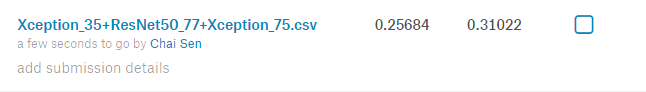 Xception_35+ResNet50_77+Xception_75.csv 0.25684 0.31022
a few seconds to go by Chai Sen
add submission details